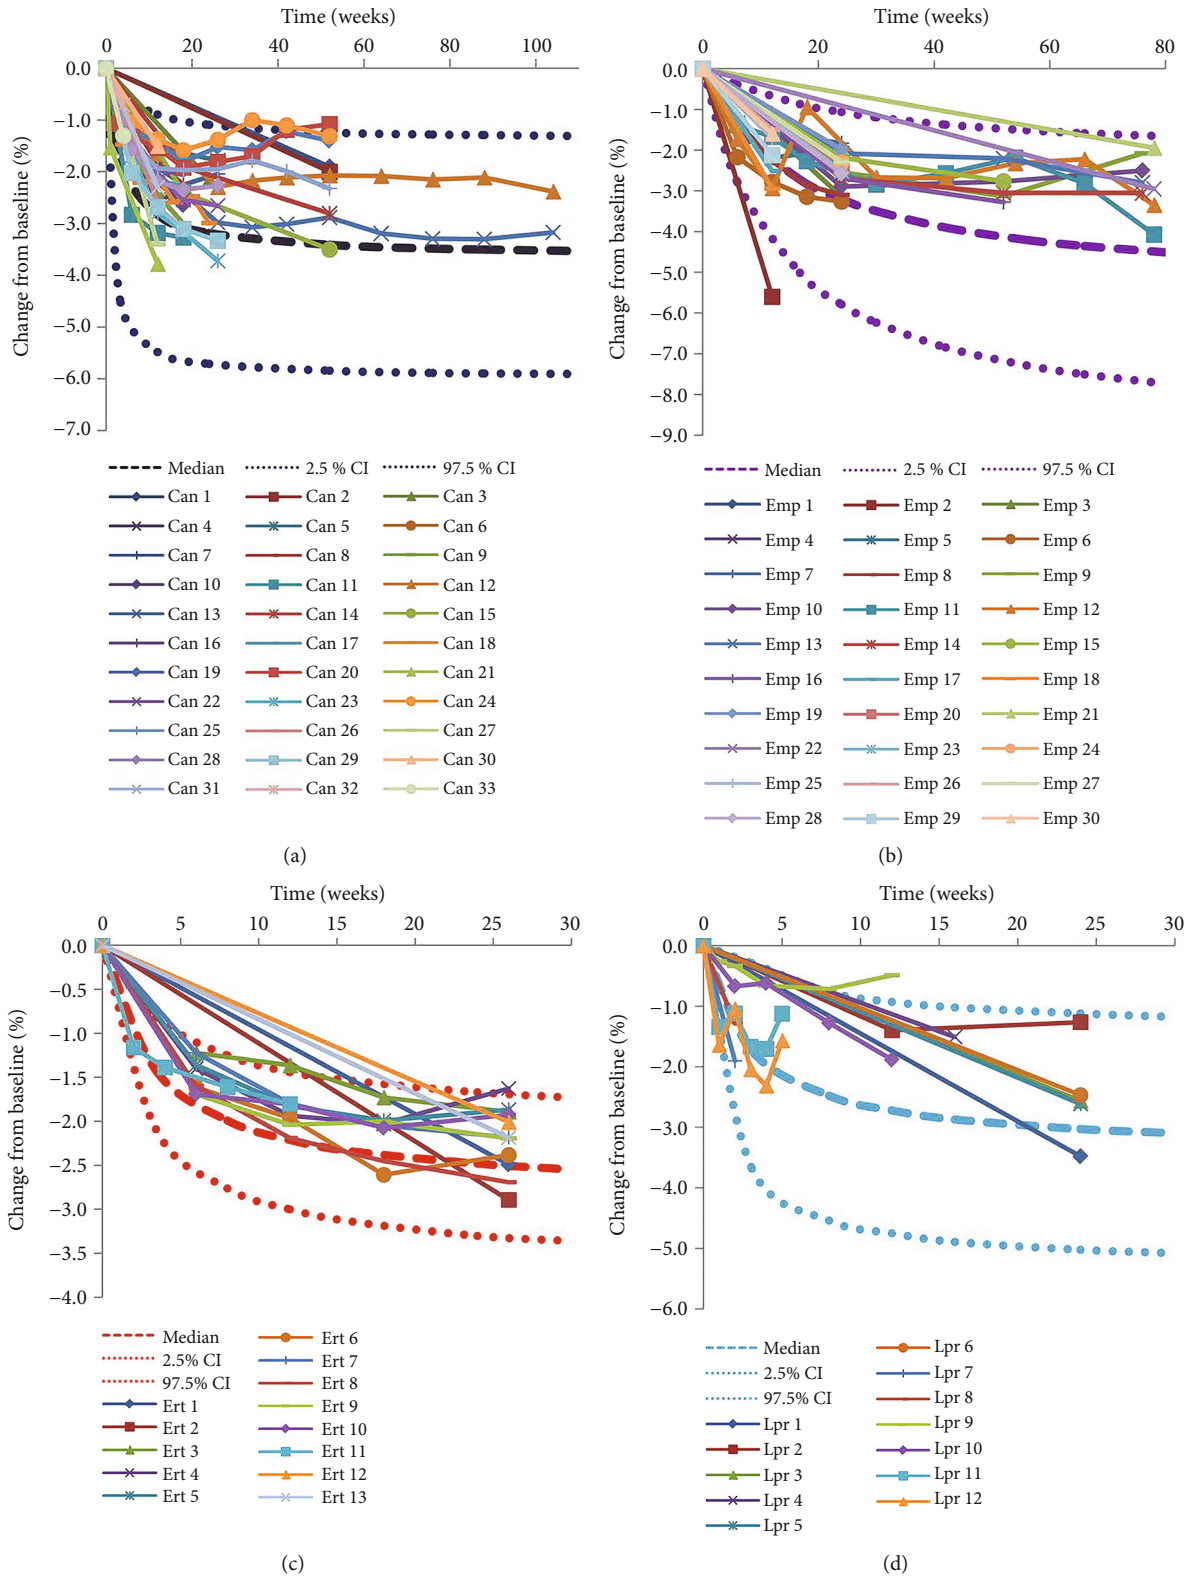 Time (weeks)
0 20 40 60 80 100
0.0
−1.0
−2.0
−3.0
−4.0
−5.0
−6.0
−7.0
Change from baseline (%)
Median 2.5 % CI 97.5 % CI
Can 1 Can 2 Can 3
Can 4 Can 5 Can 6
Can 7 Can 8 Can 9
Can 10 Can 11 Can 12
Can 13 Can 14 Can 15
Can 16 Can 17 Can 18
Can 19 Can 20 Can 21
Can 22 Can 23 Can 24
Can 25 Can 26 Can 27
Can 28 Can 29 Can 30
Can 31 Can 32 Can 33
(a)
Time (weeks)
0 20 40 60 80
0.0
−1.0
−2.0
−3.0
−4.0
−5.0
−6.0
−7.0
−8.0
−9.0
Change from baseline (%)
Median 2.5 % CI 97.5 % CI
Emp 1 Emp 2 Emp 3
Emp 4 Emp 5 Emp 6
Emp 7 Emp 8 Emp 9
Emp 10 Emp 11 Emp 12
Emp 13 Emp 14 Emp 15
Emp 16 Emp 17 Emp 18
Emp 19 Emp 20 Emp 21
Emp 22 Emp 23 Emp 24
Emp 25 Emp 26 Emp 27
Emp 28 Emp 29 Emp 30
(b)
Time (weeks)
0 5 10 15 20 25 30
0.0
−0.5
−1.0
−1.5
−2.0
−2.5
−3.0
−3.5
−4.0
Change from baseline (%)
Median
2.5% CI
97.5% CI
Ert 1
Ert 2
Ert 3
Ert 4
Ert 5
Ert 6
Ert 7
Ert 8
Ert 9
Ert 10
Ert 11
Ert 12
Ert 13
(c)
Time (weeks)
0 5 10 15 20 25 30
0.0
−1.0
−2.0
−3.0
−4.0
−5.0
−6.0
Change from baseline (%)
Median
2.5% CI
97.5% CI
Lpr 1
Lpr 2
Lpr 3
Lpr 4
Lpr 5
Lpr 6
Lpr 7
Lpr 8
Lpr 9
Lpr 10
Lpr 11
Lpr 12
(d)